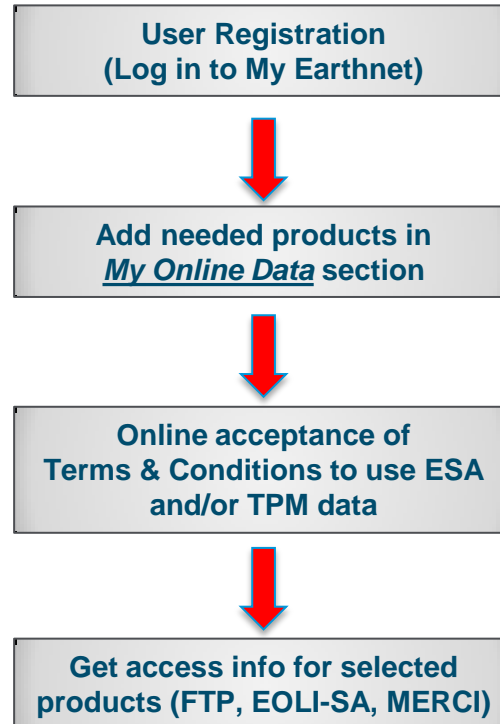 User Registration
(Log in to My Earthnet)
Add needed products in
My Online Data section
Online acceptance of
Terms & Conditions to use ESA
and/or TPM data
Get access info for selected
products (FTP, EOLI-SA, MERCI)